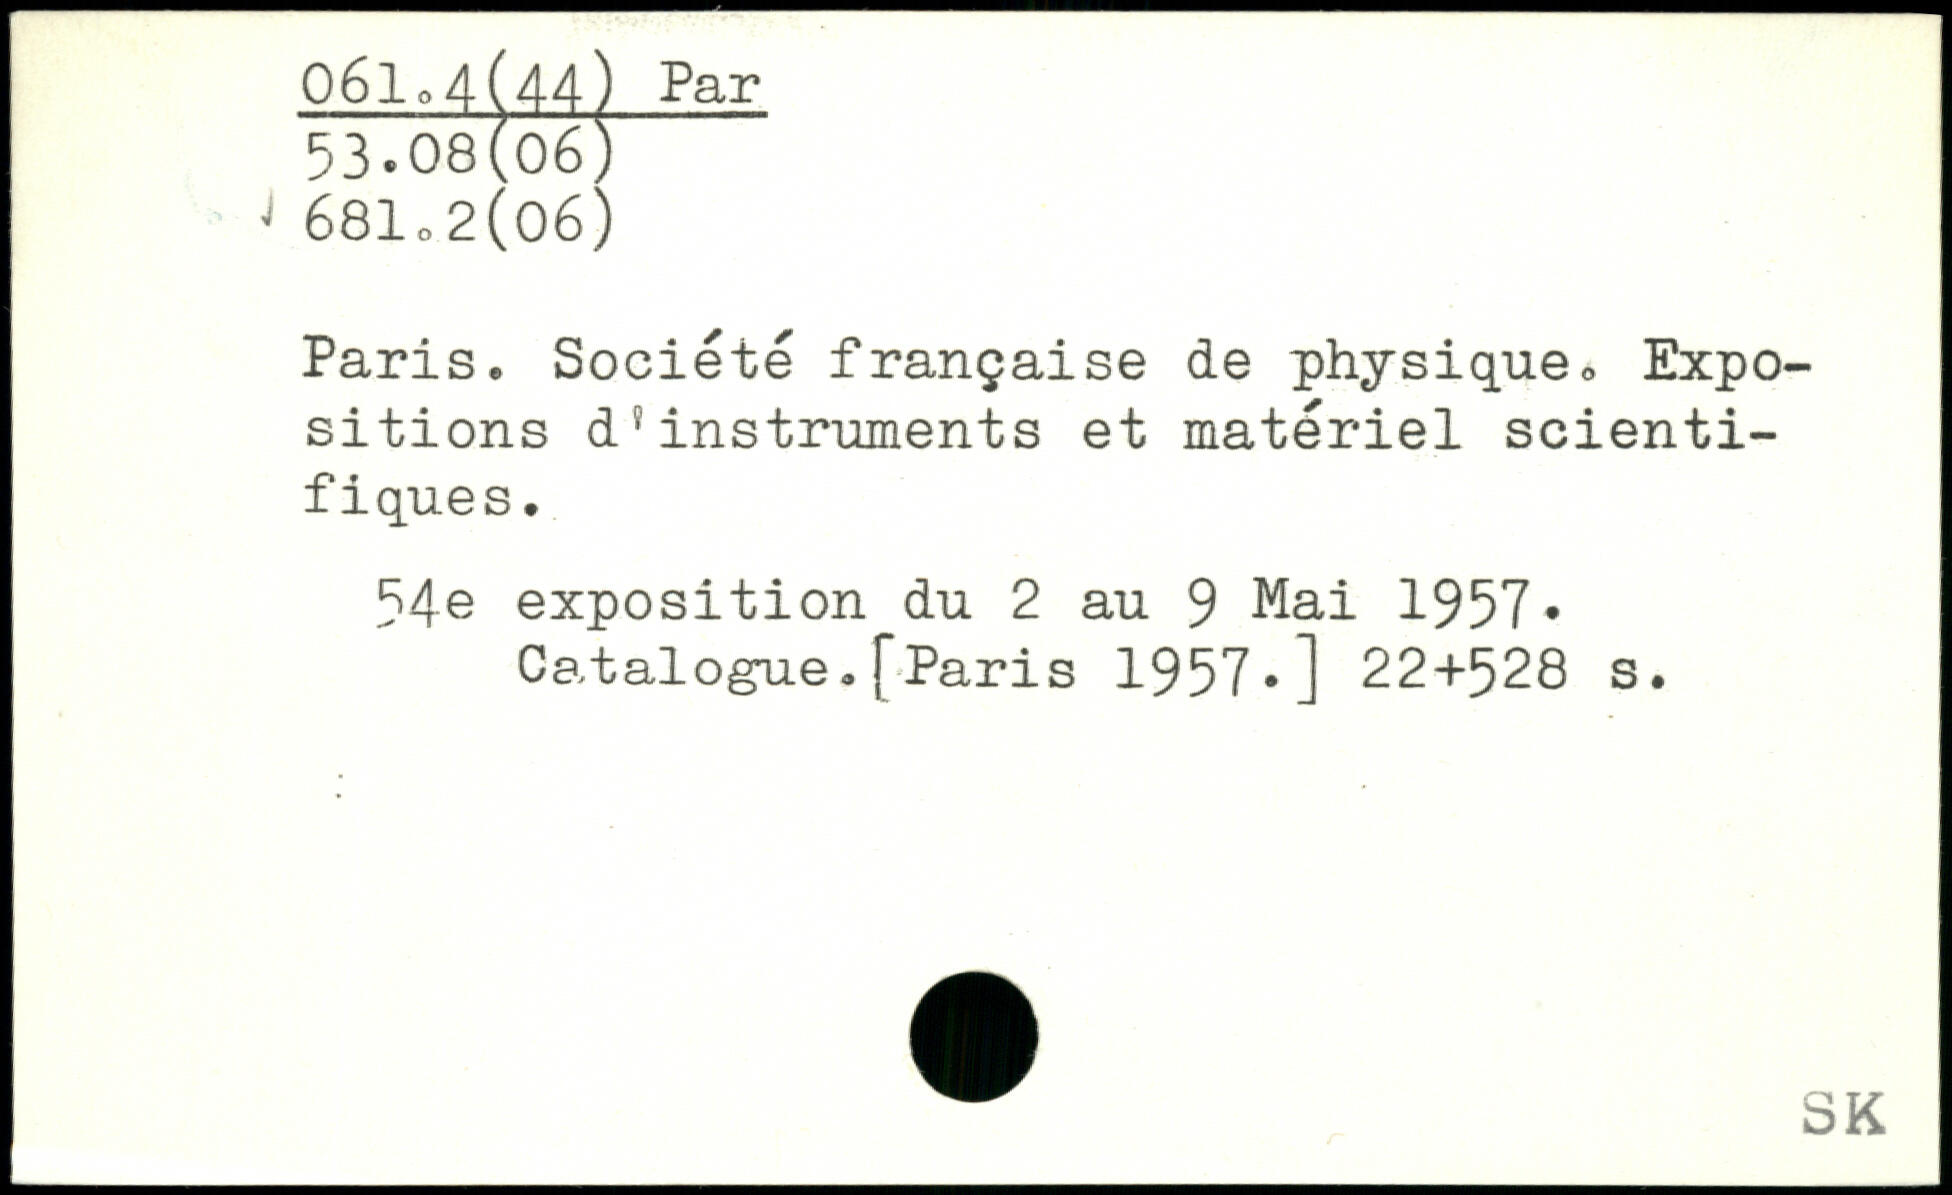 061.4(44) Par
53.08(06)
681.2(06)
Paris. Société française de physique. Expo-
sitions d'instruments et matériel scienti-
fiques.
54e exposition du 2 au 9 Mai 1957.
Catalogue.[Paris 1957.] 22+528 s.
SK